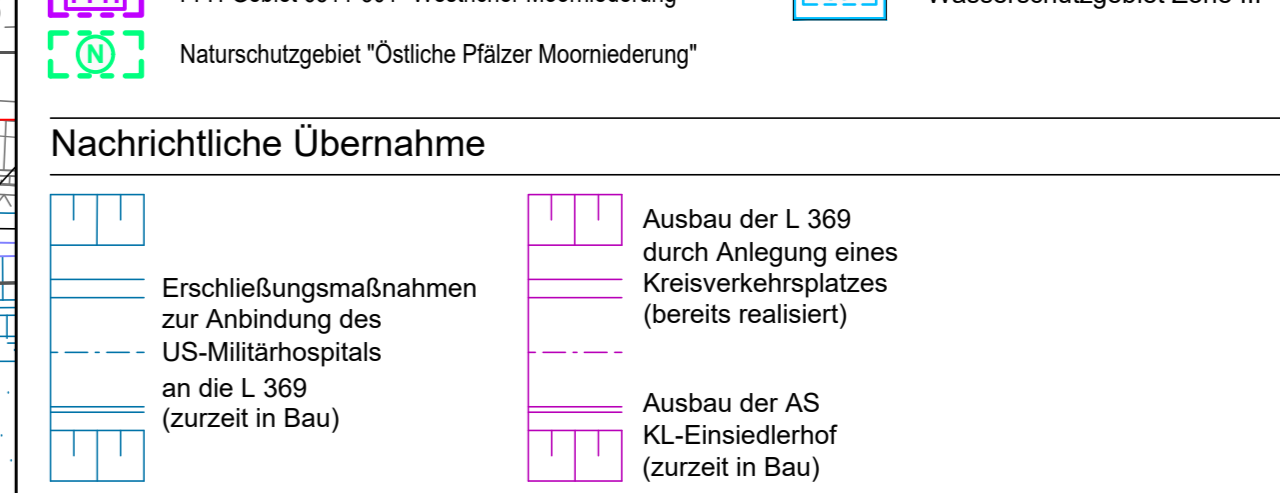 Naturschutzgebiet "Östliche Pfälzer Moorniederung"
N
Nachrichtliche Übernahme
Erschließungsmaßnahmen
zur Anbindung des
US-Militärhospitals
an die L 369
(zurzeit in Bau)
Ausbau der L 369
durch Anlegung eines
Kreisverkehrsplatzes
(bereits realisiert)
Ausbau der AS
KL-Einsiedlerhof
(zurzeit in Bau)